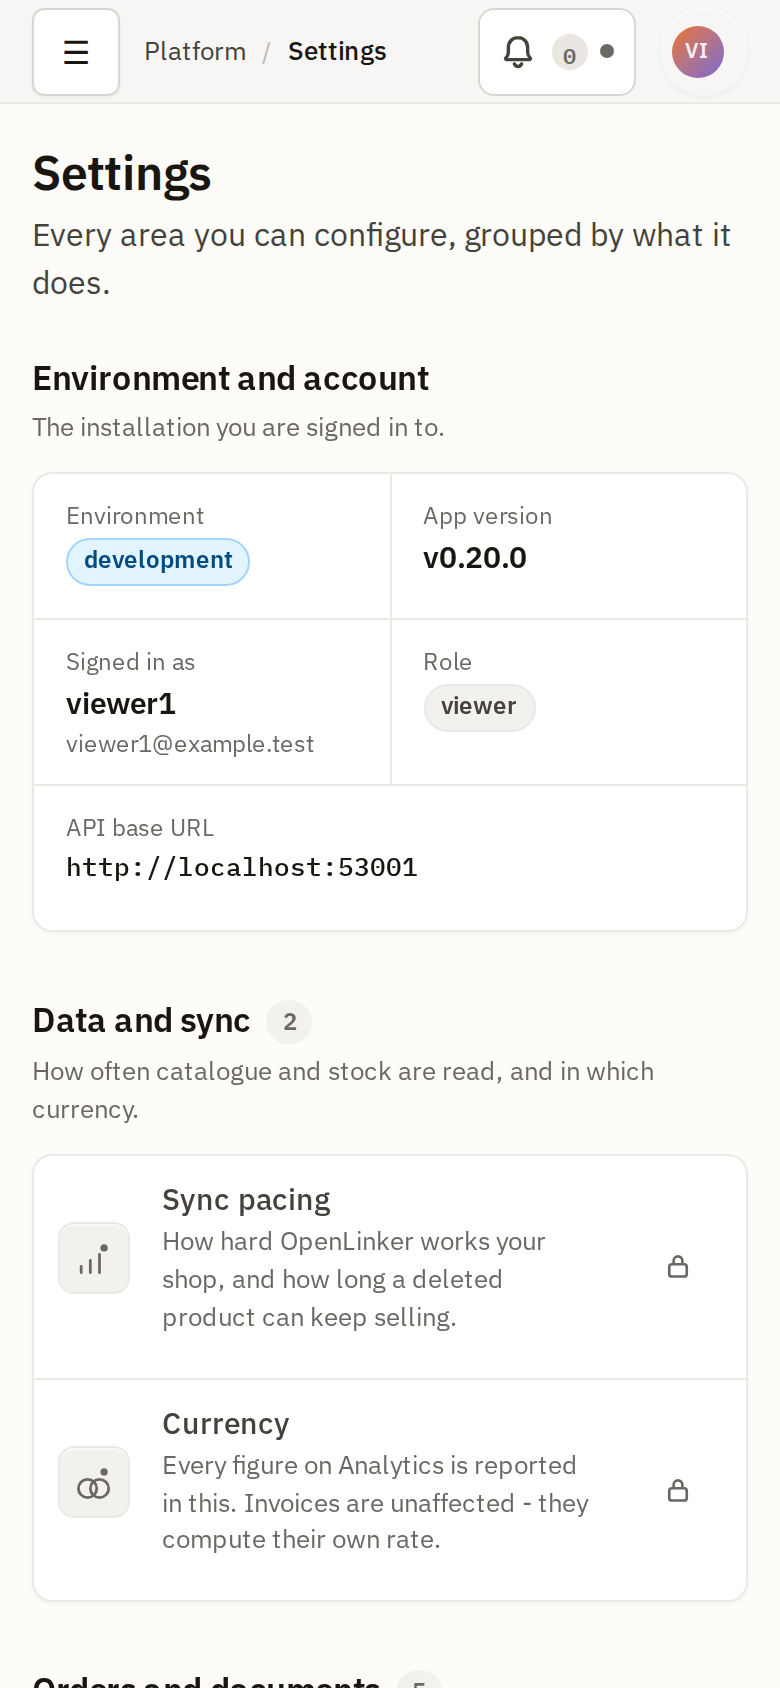 ☰ Platform / Settings 0 VI
Settings
Every area you can configure, grouped by what it
does.
Environment and account
The installation you are signed in to.
Environment
development
App version
v0.20.0
Signed in as
viewer1
viewer1@example.test
Role
viewer
API base URL
http://localhost:53001
Data and sync 2
How often catalogue and stock are read, and in which
currency.
Sync pacing
How hard OpenLinker works your
shop, and how long a deleted
product can keep selling.
Currency
Every figure on Analytics is reported
in this. Invoices are unaffected - they
compute their own rate.
Orders and documents 5